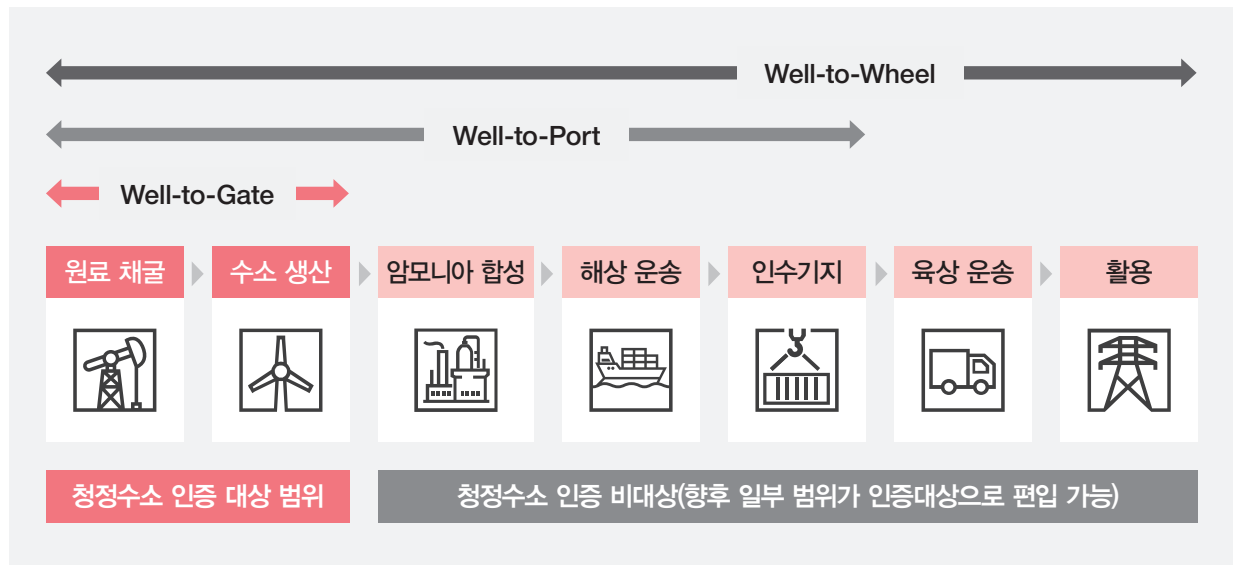 Well-to-Wheel
Well-to-Port
Well-to-Gate
원료 채굴
수소 생산
암모니아 합성
해상 운송
인수기지
육상 운송
활용
청정수소 인증 대상 범위
청정수소 인증 비대상(향후 일부 범위가 인증대상으로 편입 가능)